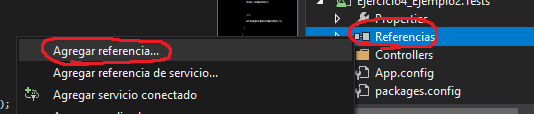 Ejercicio4_Ejemplo2.Tests
Properties
Referencias
Controllers
App.config
packages.config
Agregar referencia...
Agregar referencia de servicio...
Agregar servicio conectado
);